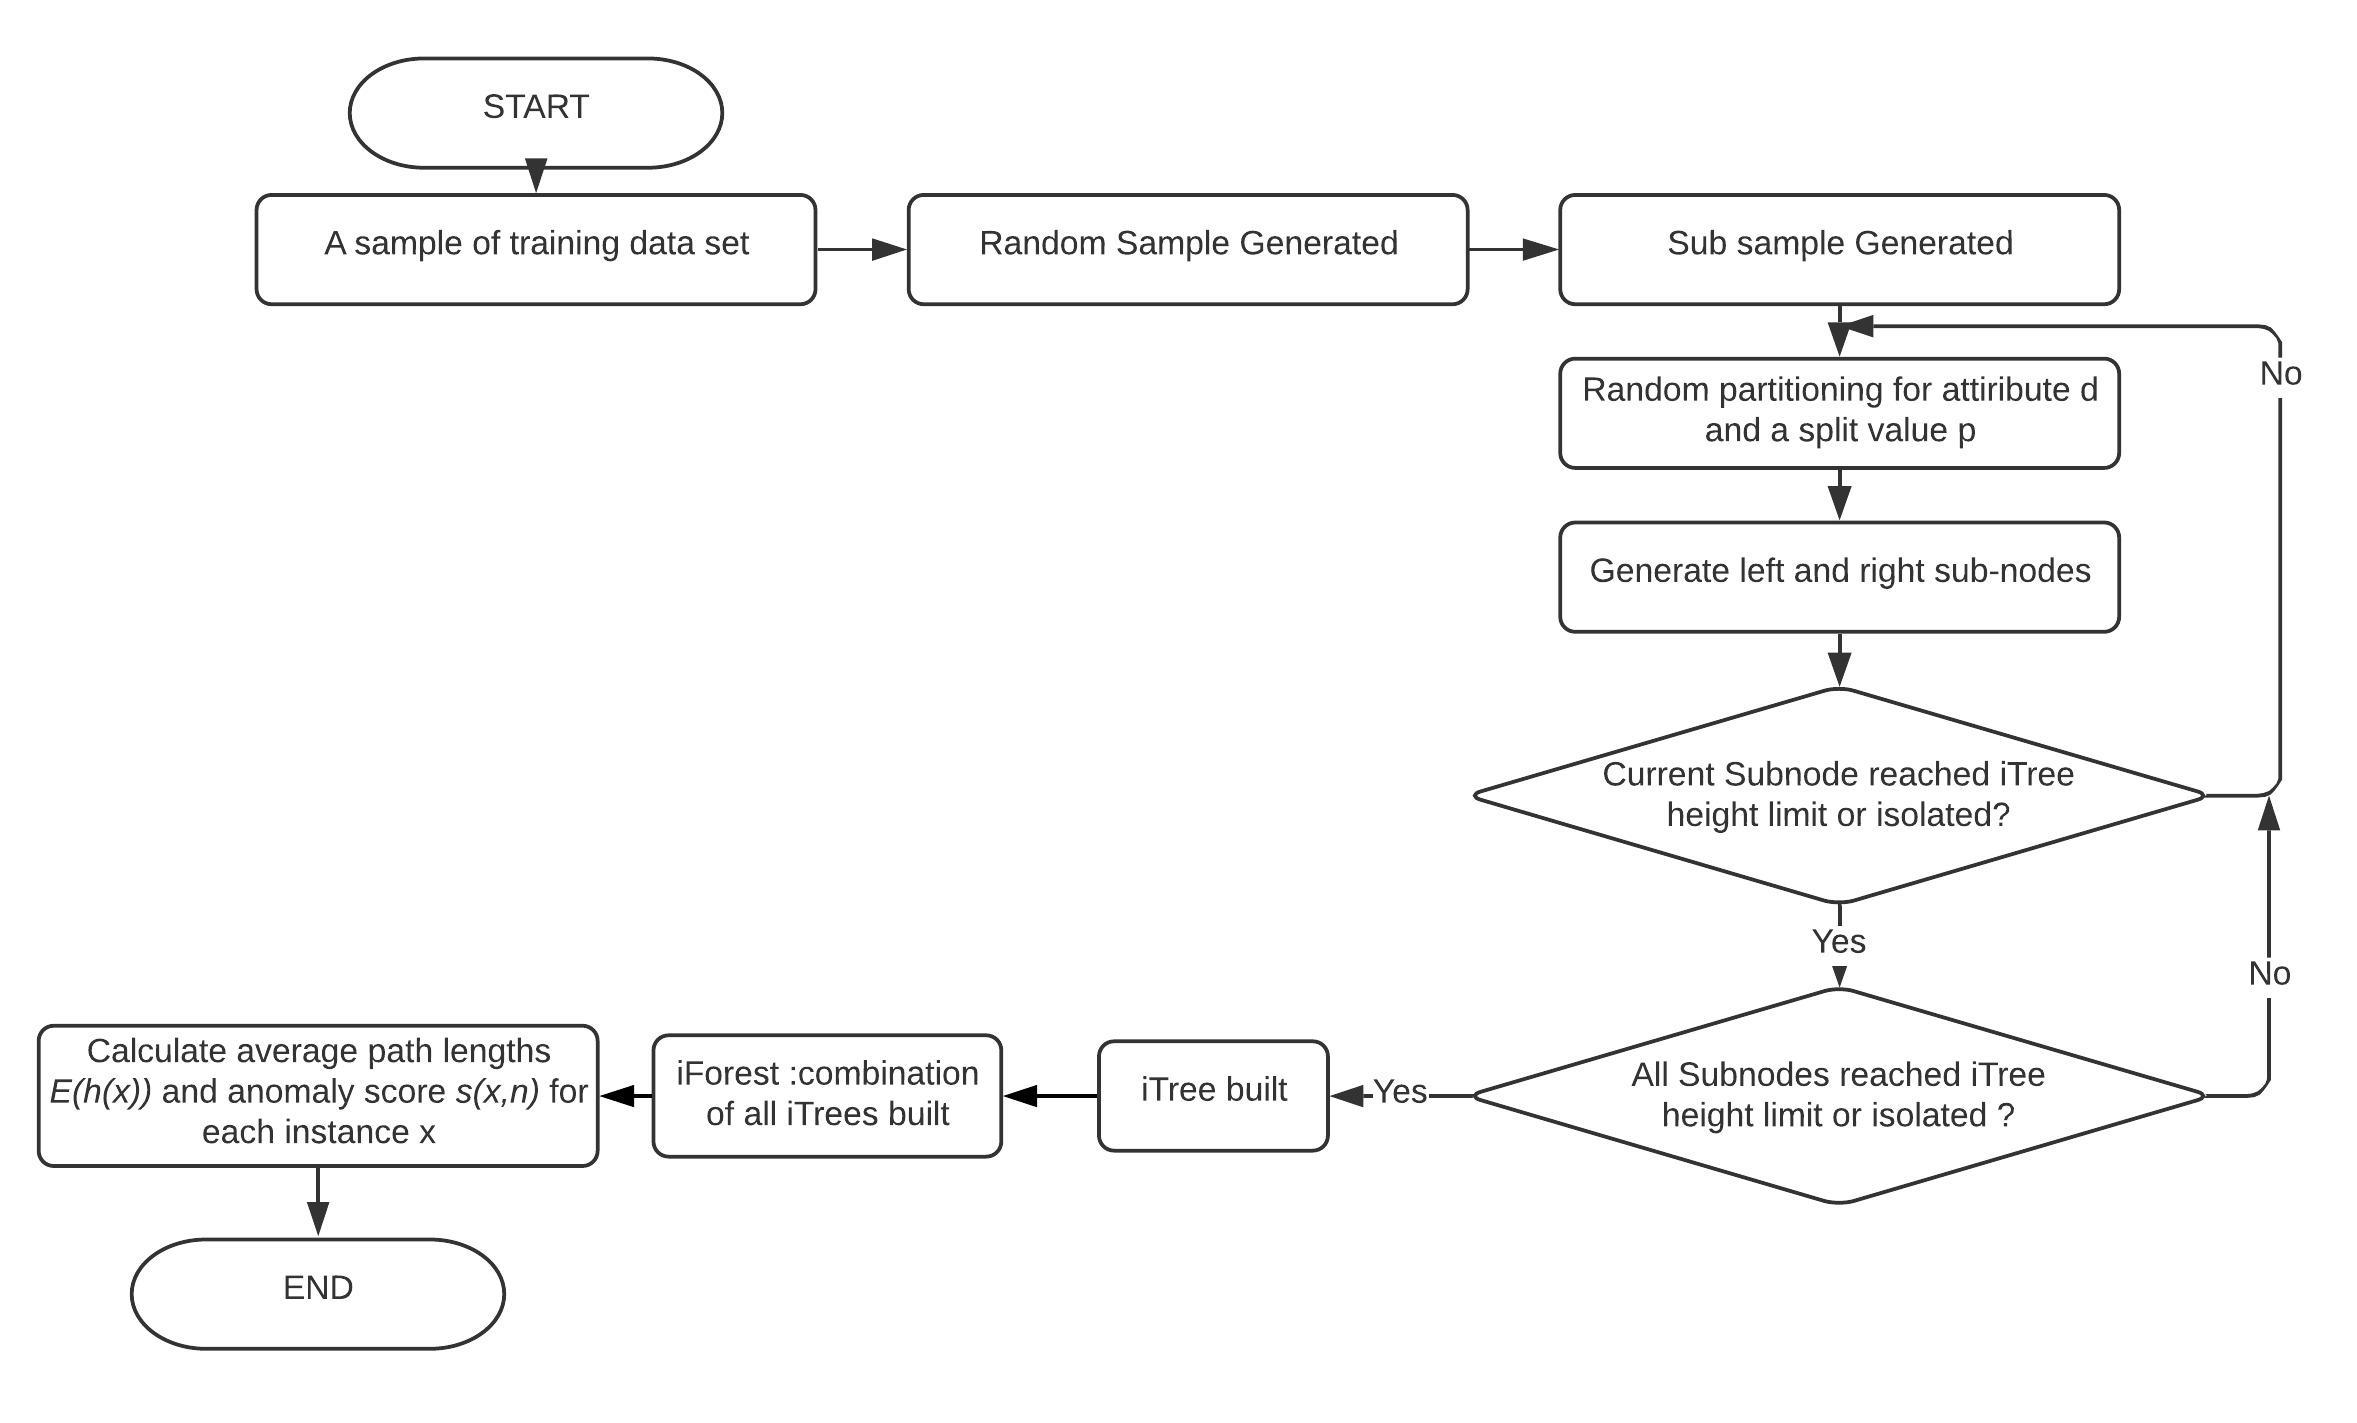 START
A sample of training data set
Random Sample Generated
Sub sample Generated
No
Random partitioning for attiribute d
and a split value p
Generate left and right sub-nodes
Current Subnode reached iTree
height limit or isolated?
Yes
No
All Subnodes reached iTree
height limit or isolated ?
Yes
iTree built
iForest :combination
of all iTrees built
Calculate average path lengths
E(h(x)) and anomaly score s(x,n) for
each instance x
END